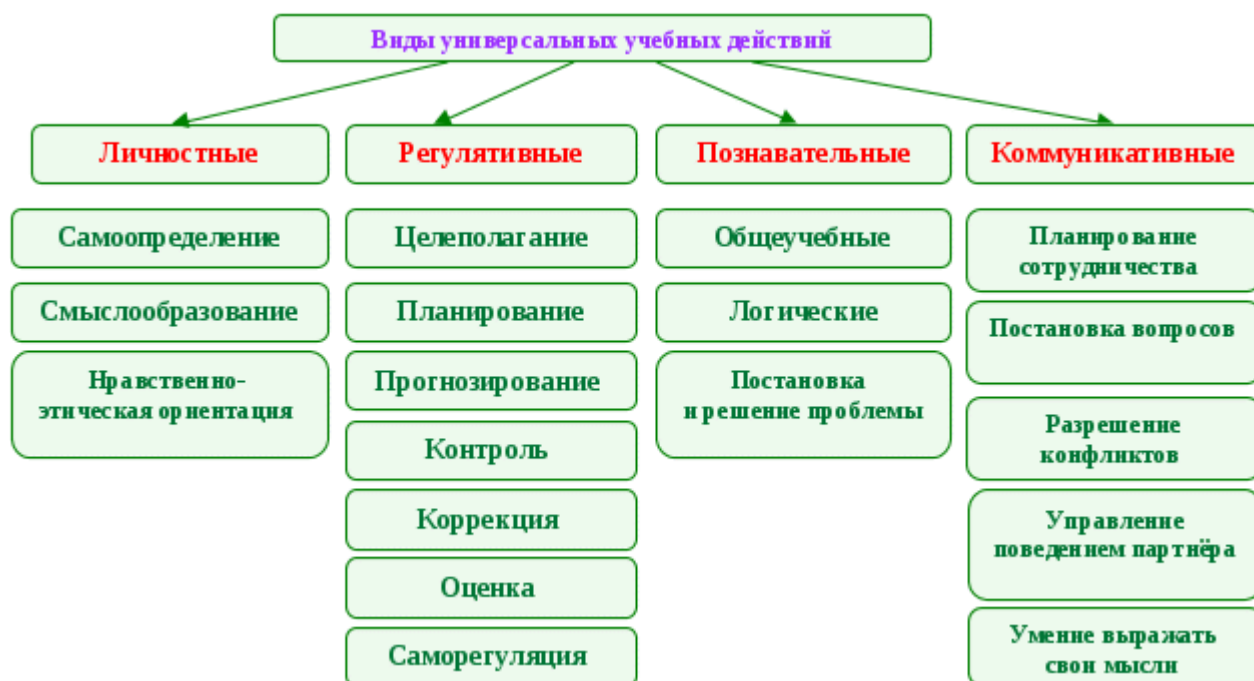 Виды универсальных учебных действий
Личностные
Самоопределение
Смыслообразование
Нравственно-
этическая ориентация
Регулятивные
Целеполагание
Планирование
Прогнозирование
Контроль
Коррекция
Оценка
Саморегуляция
Познавательные
Общеучебные
Логические
Постановка
и решение проблемы
Коммуникативные
Планирование
сотрудничества
Постановка вопросов
Разрешение
конфликтов
Управление
поведением партнёра
Умение выражать
свои мысли